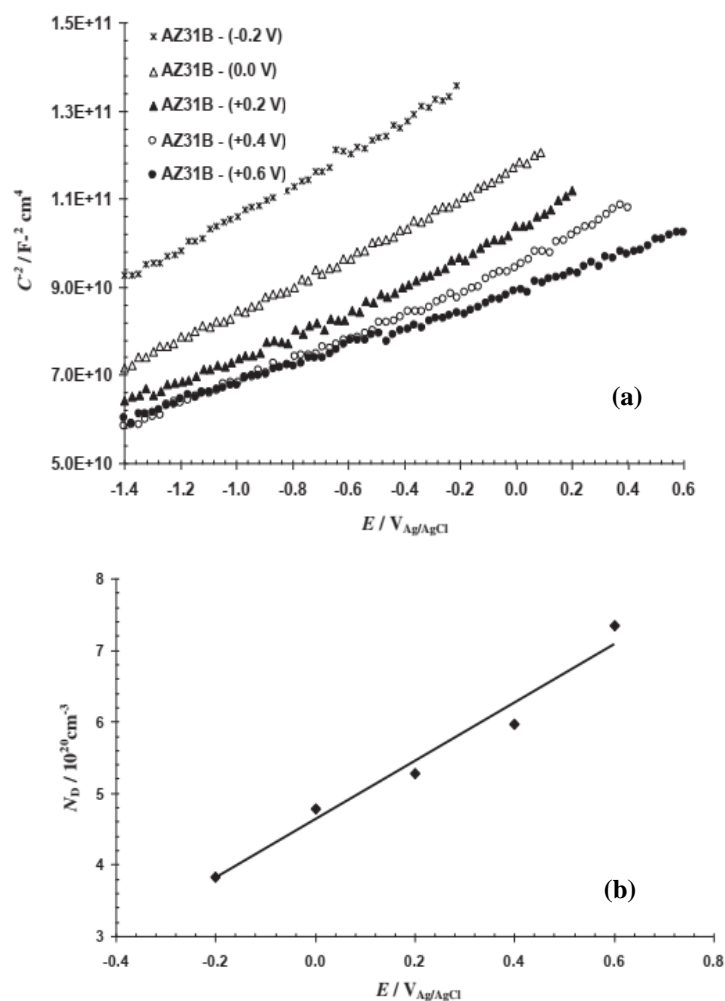 1.5E+11
1.3E+11
1.1E+11
9.0E+10
7.0E+10
5.0E+10
C⁻² / F⁻² cm⁴
AZ31B - (-0.2 V)
AZ31B - (0.0 V)
AZ31B - (+0.2 V)
AZ31B - (+0.4 V)
AZ31B - (+0.6 V)
(a)
-1.4 -1.2 -1.0 -0.8 -0.6 -0.4 -0.2 0.0 0.2 0.4 0.6
E / V Ag/AgCl
8
7
6
5
4
3
N_D / 10²⁰cm⁻³
(b)
-0.4 -0.2 0.0 0.2 0.4 0.6 0.8
E / V Ag/AgCl